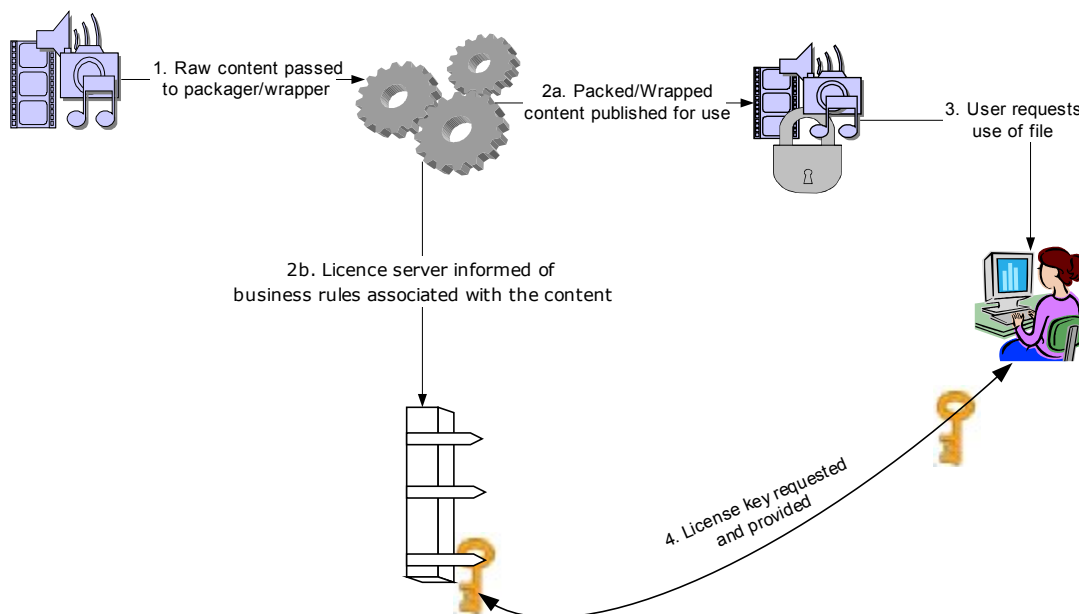 1. Raw content passed
to packager/wrapper
2a. Packed/Wrapped
content published for use
3. User requests
use of file
2b. Licence server informed of
business rules associated with the content
4. License key requested
and provided